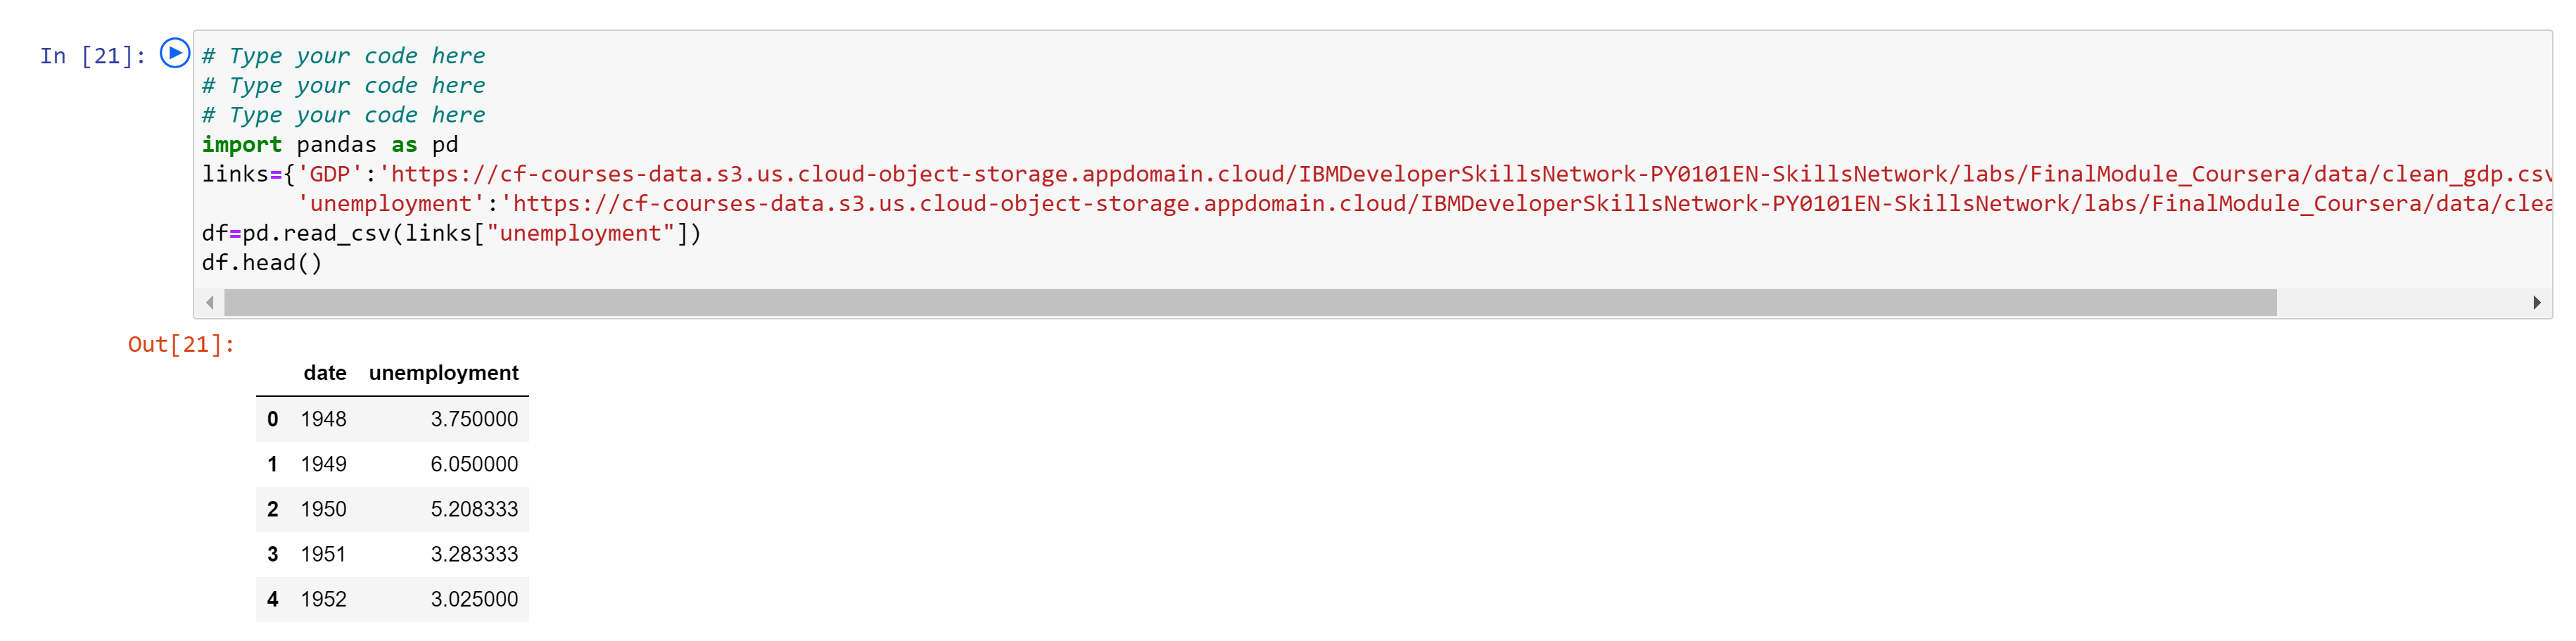 In [21]:
# Type your code here
# Type your code here
# Type your code here
import pandas as pd
links={'GDP':'https://cf-courses-data.s3.us.cloud-object-storage.appdomain.cloud/IBMDeveloperSkillsNetwork-PY0101EN-SkillsNetwork/labs/FinalModule_Coursera/data/clean_gdp.csv
'unemployment':'https://cf-courses-data.s3.us.cloud-object-storage.appdomain.cloud/IBMDeveloperSkillsNetwork-PY0101EN-SkillsNetwork/labs/FinalModule_Coursera/data/clea
df=pd.read_csv(links["unemployment"])
df.head()
Out[21]:
date unemployment
0 1948 3.750000
1 1949 6.050000
2 1950 5.208333
3 1951 3.283333
4 1952 3.025000